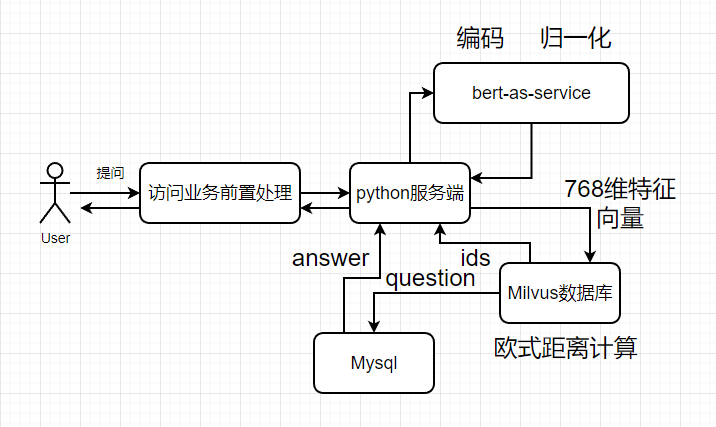 编码 归一化
bert-as-service
提问
访问业务前置处理
python服务端
768维特征
向量
User
answer
ids
question
Milvus数据库
欧式距离计算
Mysql